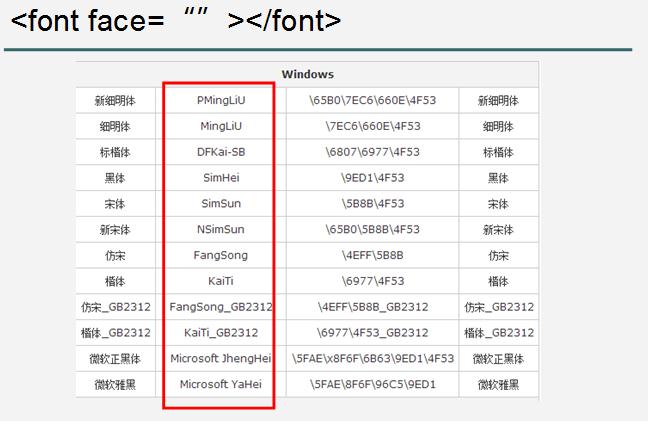 <font face=“”></font>
Windows
新细明体 PMingLiU \65B0\7EC6\660E\4F53 新细明体
细明体 MingLiU \7EC6\660E\4F53 细明体
标楷体 DFKai-SB \6807\6977\4F53 标楷体
黑体 SimHei \9ED1\4F53 黑体
宋体 SimSun \5B8B\4F53 宋体
新宋体 NSimSun \65B0\5B8B\4F53 新宋体
仿宋 FangSong \4EFF\5B8B 仿宋
楷体 KaiTi \6977\4F53 楷体
仿宋_GB2312 FangSong_GB2312 \4EFF\5B8B_GB2312 仿宋_GB2312
楷体_GB2312 KaiTi_GB2312 \6977\4F53_GB2312 楷体_GB2312
微软正黑体 Microsoft JhengHei \5FAE\x8F6F\6B63\9ED1\4F53 微软正黑体
微软雅黑 Microsoft YaHei \5FAE\8F6F\96C5\9ED1 微软雅黑